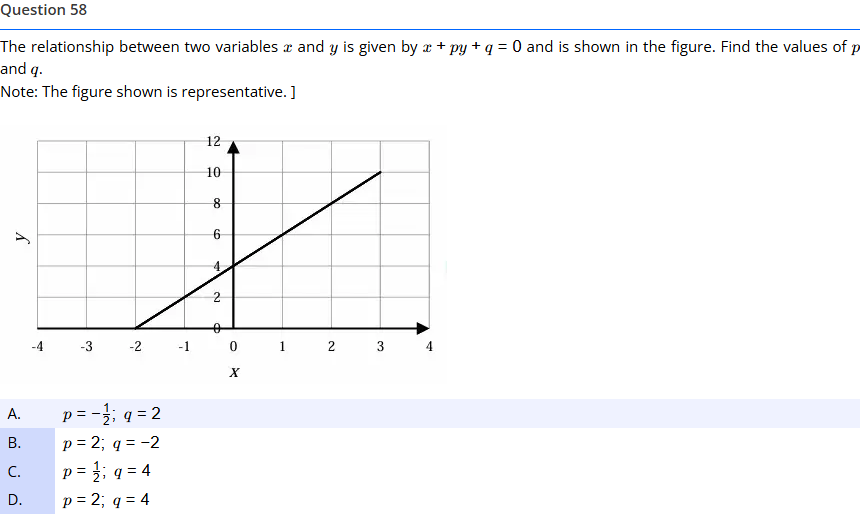 Question 58
The relationship between two variables x and y is given by x + py + q = 0 and is shown in the figure. Find the values of p
and q.
Note: The figure shown is representative. ]
12
10
8
6
4
2
0
y
-4 -3 -2 -1 0 1 2 3 4
x
A. p = −1/2; q = 2
B. p = 2; q = −2
C. p = 1/2; q = 4
D. p = 2; q = 4